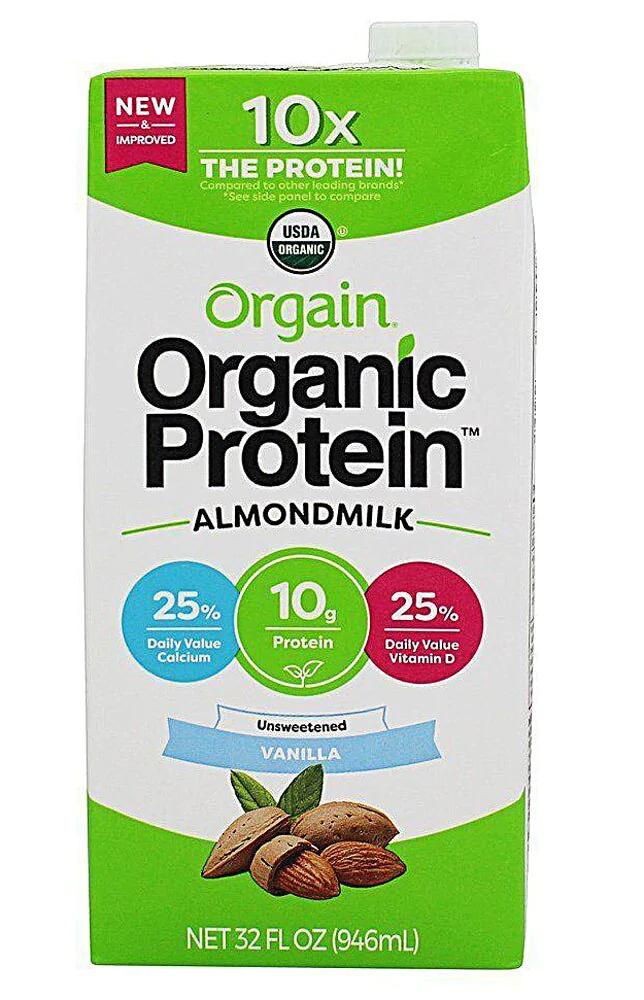 NEW
&
IMPROVED
10x
THE PROTEIN!
Compared to other leading brands*
*See side panel to compare
USDA
ORGANIC
Orgain®
Organic
Protein™
ALMONDMILK
25%
Daily Value
Calcium
10g
Protein
25%
Daily Value
Vitamin D
Unsweetened
VANILLA
NET 32 FL OZ (946mL)